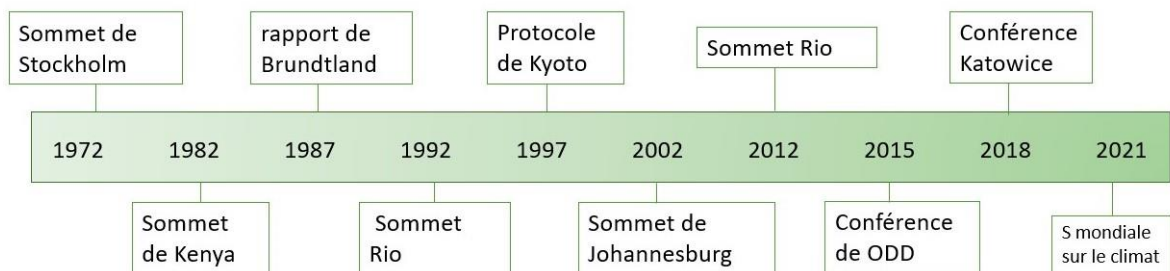 Sommet de
Stockholm
rapport de
Brundtland
Protocole
de Kyoto
Sommet Rio
Conférence
Katowice
1972 1982 1987 1992 1997 2002 2012 2015 2018 2021
Sommet
de Kenya
Sommet
Rio
Sommet de
Johannesburg
Conférence
de ODD
S mondiale
sur le climat